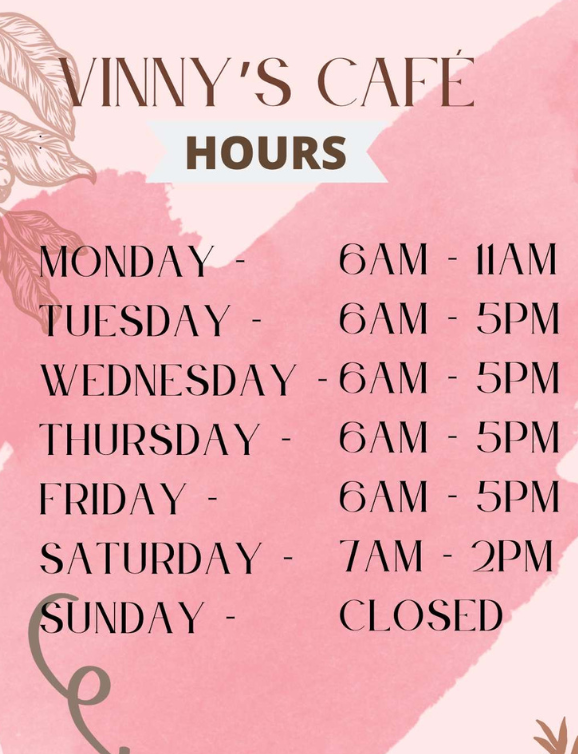 VINNY'S CAFÉ
HOURS
MONDAY - 6AM - 11AM
TUESDAY - 6AM - 5PM
WEDNESDAY - 6AM - 5PM
THURSDAY - 6AM - 5PM
FRIDAY - 6AM - 5PM
SATURDAY - 7AM - 2PM
SUNDAY - CLOSED